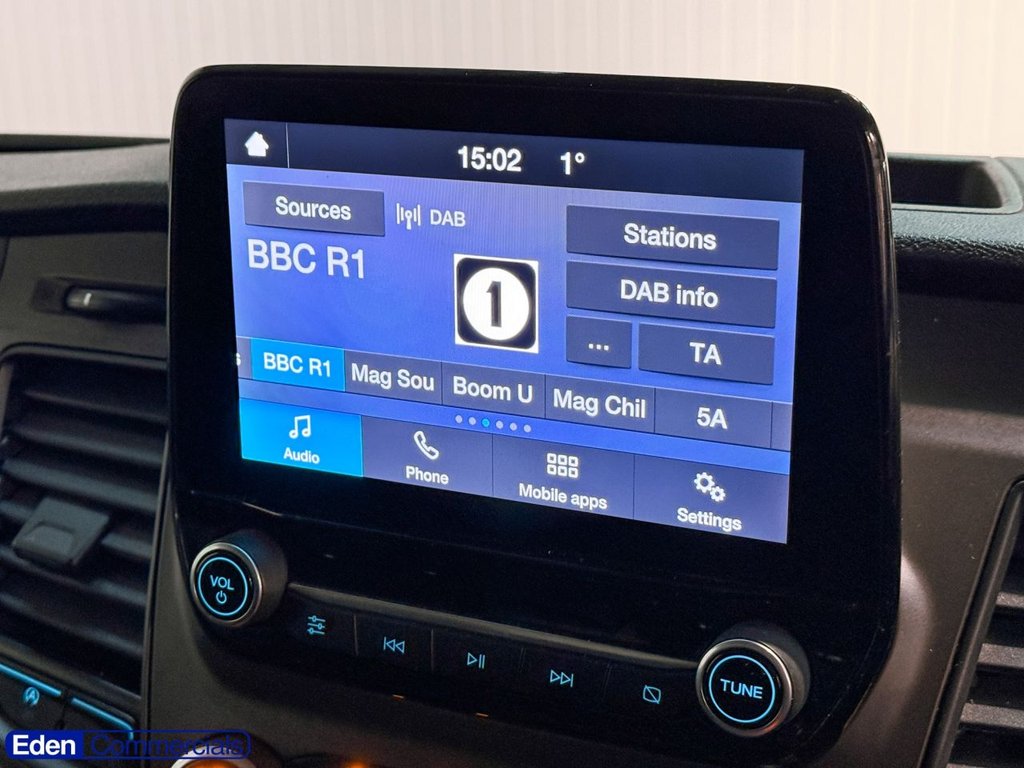 15:02 1°
Sources DAB Stations
BBC R1
1
DAB info
... TA
BBC R1 Mag Sou Boom U Mag Chil 5A
Audio Phone Mobile apps Settings
VOL
TUNE
A
Eden Commercials